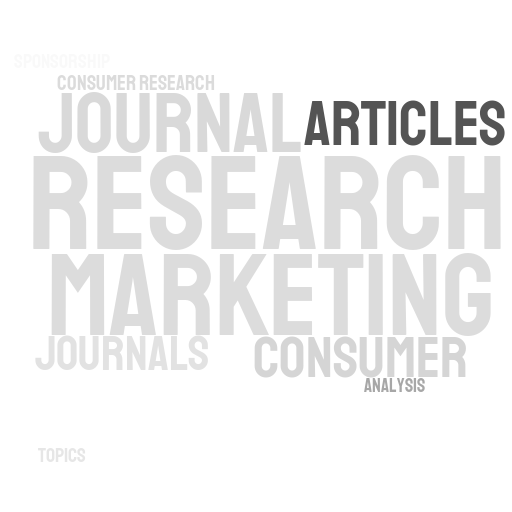 SPONSORSHIP
CONSUMER RESEARCH
JOURNAL ARTICLES
RESEARCH
MARKETING
JOURNALS CONSUMER
ANALYSIS
TOPICS